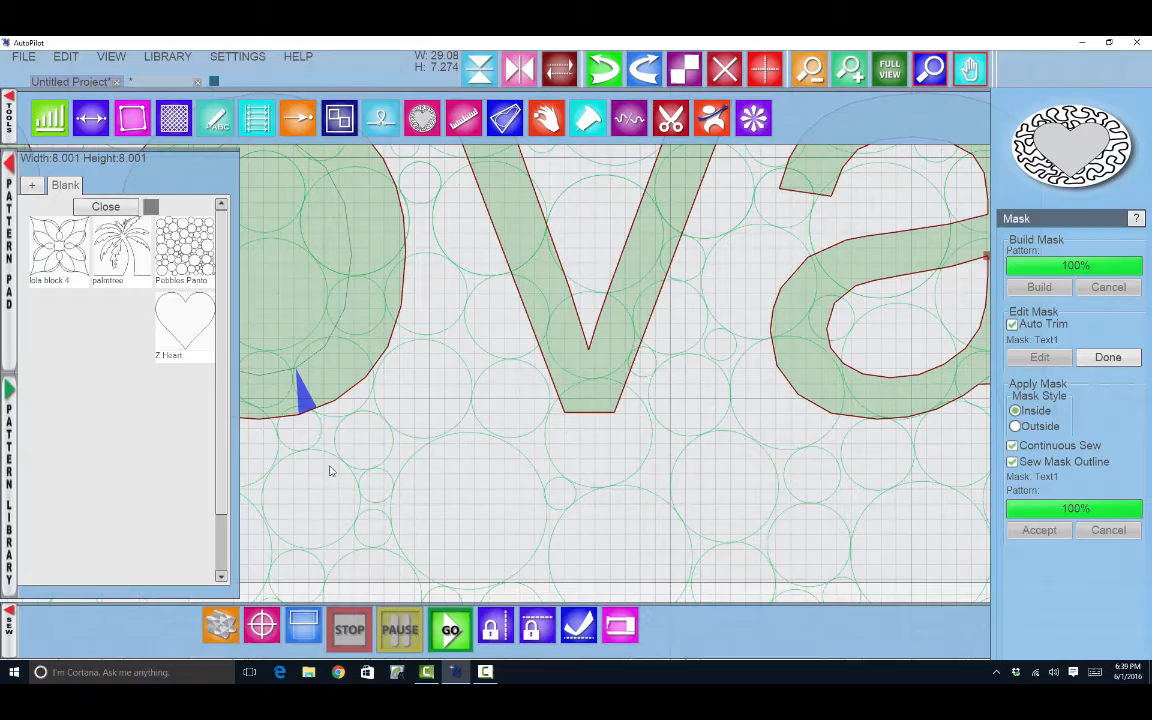 AutoPilot
FILE EDIT VIEW LIBRARY SETTINGS HELP
W: 29.08
H: 7.274
FULL
VIEW
Untitled Project*
*
TOOLS
ABC
Width:8.001 Height:8.001
+ Blank
Close
lola block 4 palmtree Pebbles Panto
Z Heart
PATTERN PAD
PATTERN LIBRARY
Mask ?
Build Mask
Pattern:
100%
Build Cancel
Edit Mask
Auto Trim
Mask: Text1
Edit Done
Apply Mask
Mask Style
Inside
Outside
Continuous Sew
Sew Mask Outline
Mask: Text1
Pattern:
100%
Accept Cancel
SEW
STOP PAUSE GO
I'm Cortana. Ask me anything.
6:39 PM
6/1/2016